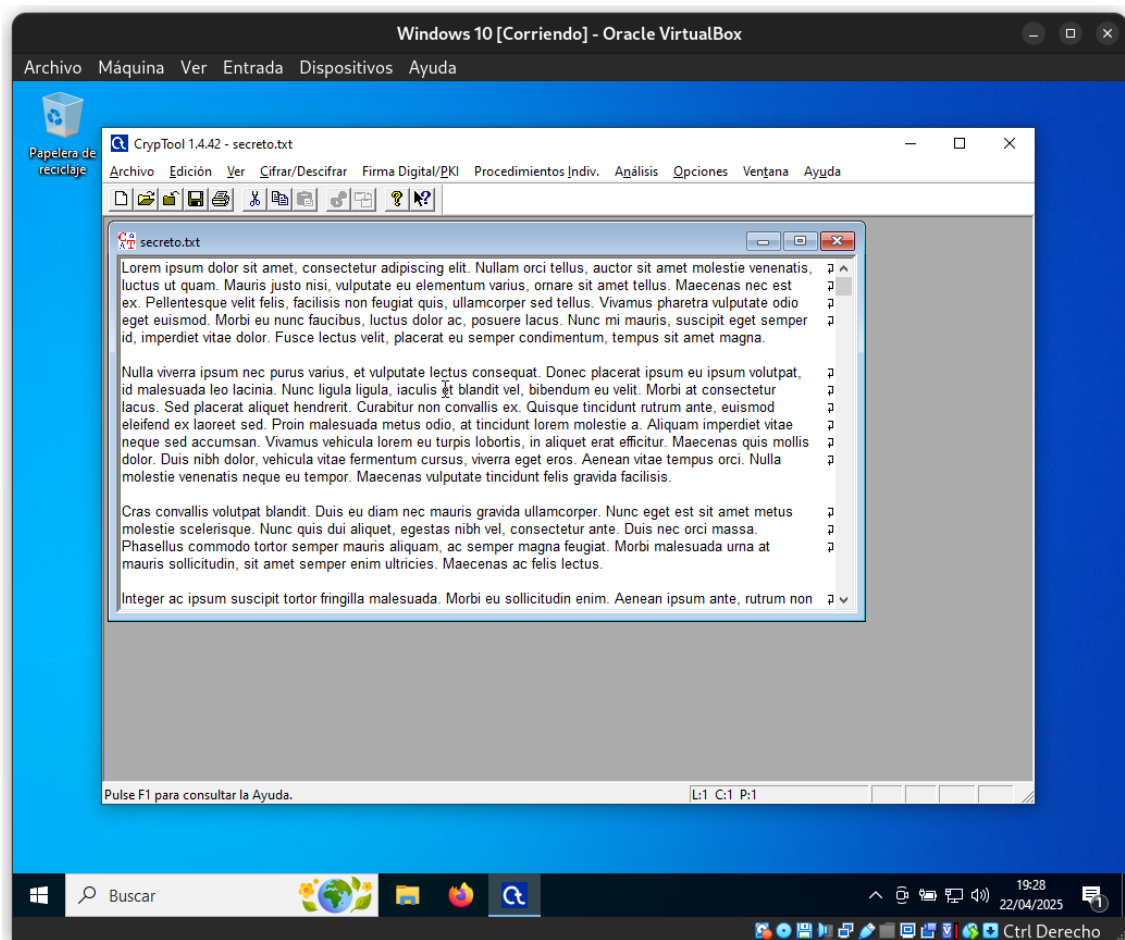 Windows 10 [Corriendo] - Oracle VirtualBox
Archivo Máquina Ver Entrada Dispositivos Ayuda
Papelera de
reciclaje
CrypTool 1.4.42 - secreto.txt
Archivo Edición Ver Cifrar/Descifrar Firma Digital/PKI Procedimientos Indiv. Análisis Opciones Ventana Ayuda
secreto.txt
Lorem ipsum dolor sit amet, consectetur adipiscing elit. Nullam orci tellus, auctor sit amet molestie venenatis,
luctus ut quam. Mauris justo nisi, vulputate eu elementum varius, ornare sit amet tellus. Maecenas nec est
ex. Pellentesque velit felis, facilisis non feugiat quis, ullamcorper sed tellus. Vivamus pharetra vulputate odio
eget euismod. Morbi eu nunc faucibus, luctus dolor ac, posuere lacus. Nunc mi mauris, suscipit eget semper
id, imperdiet vitae dolor. Fusce lectus velit, placerat eu semper condimentum, tempus sit amet magna.
Nulla viverra ipsum nec purus varius, et vulputate lectus consequat. Donec placerat ipsum eu ipsum volutpat,
id malesuada leo lacinia. Nunc ligula ligula, iaculis et blandit vel, bibendum eu velit. Morbi at consectetur
lacus. Sed placerat aliquet hendrerit. Curabitur non convallis ex. Quisque tincidunt rutrum ante, euismod
eleifend ex laoreet sed. Proin malesuada metus odio, at tincidunt lorem molestie a. Aliquam imperdiet vitae
neque sed accumsan. Vivamus vehicula lorem eu turpis lobortis, in aliquet erat efficitur. Maecenas quis mollis
dolor. Duis nibh dolor, vehicula vitae fermentum cursus, viverra eget eros. Aenean vitae tempus orci. Nulla
molestie venenatis neque eu tempor. Maecenas vulputate tincidunt felis gravida facilisis.
Cras convallis volutpat blandit. Duis eu diam nec mauris gravida ullamcorper. Nunc eget est sit amet metus
molestie scelerisque. Nunc quis dui aliquet, egestas nibh vel, consectetur ante. Duis nec orci massa.
Phasellus commodo tortor semper mauris aliquam, ac semper magna feugiat. Morbi malesuada urna at
mauris sollicitudin, sit amet semper enim ultricies. Maecenas ac felis lectus.
Integer ac ipsum suscipit tortor fringilla malesuada. Morbi eu sollicitudin enim. Aenean ipsum ante, rutrum non
Pulse F1 para consultar la Ayuda.
L:1 C:1 P:1
Buscar
19:28
22/04/2025
1
Ctrl Derecho